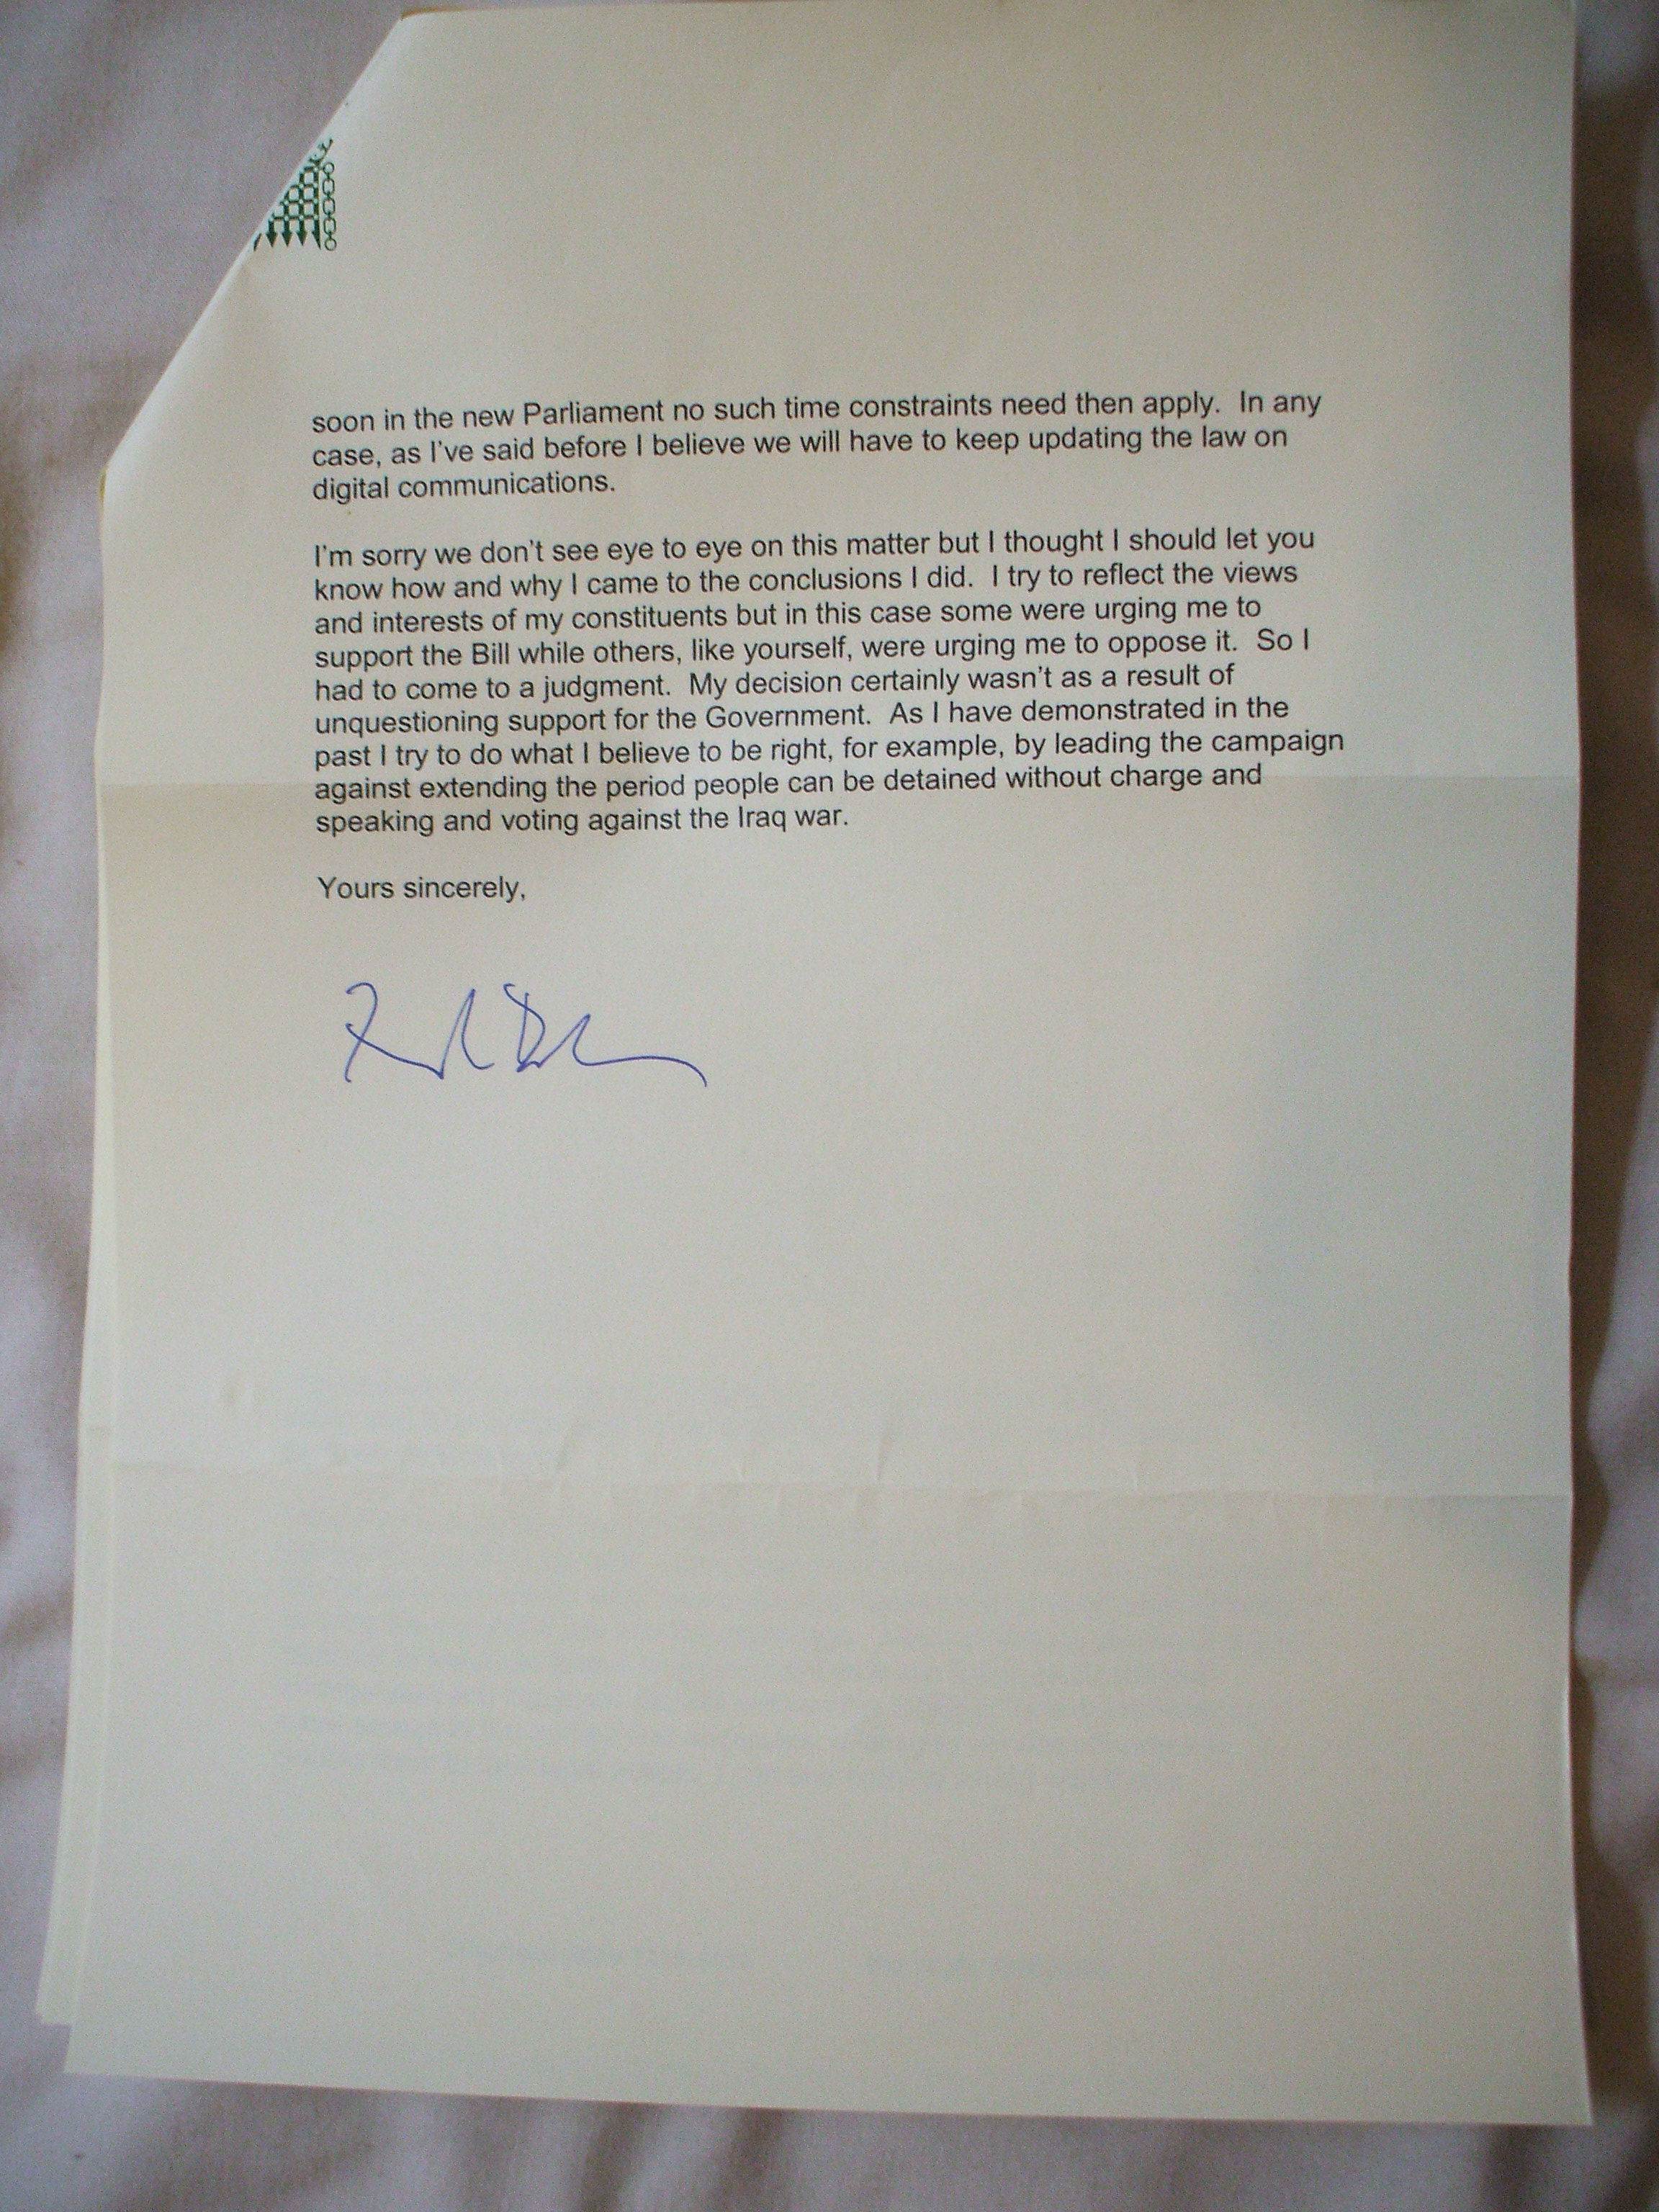 soon in the new Parliament no such time constraints need then apply.  In any
case, as I've said before I believe we will have to keep updating the law on
digital communications.
I'm sorry we don't see eye to eye on this matter but I thought I should let you
know how and why I came to the conclusions I did.  I try to reflect the views
and interests of my constituents but in this case some were urging me to
support the Bill while others, like yourself, were urging me to oppose it.  So I
had to come to a judgment.  My decision certainly wasn't as a result of
unquestioning support for the Government.  As I have demonstrated in the
past I try to do what I believe to be right, for example, by leading the campaign
against extending the period people can be detained without charge and
speaking and voting against the Iraq war.
Yours sincerely,